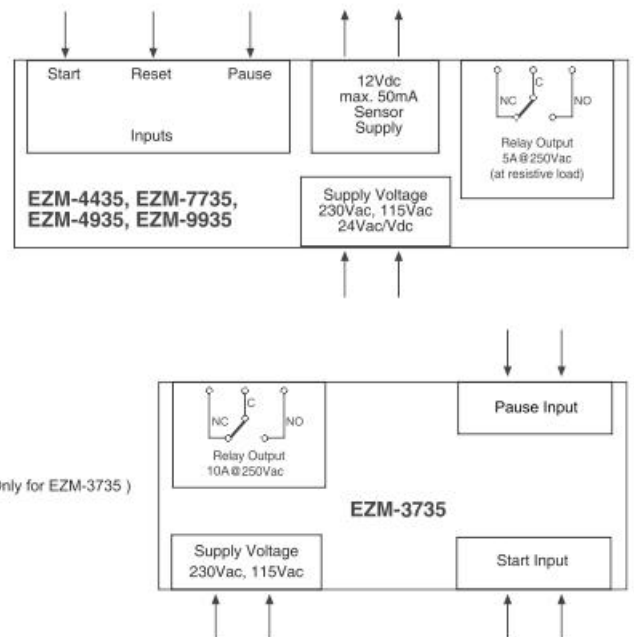 Start
Reset
Pause
Inputs
12Vdc
max. 50mA
Sensor
Supply
C
NC
NO
Relay Output
5A@250Vac
(at resistive load)
EZM-4435, EZM-7735,
EZM-4935, EZM-9935
Supply Voltage
230Vac, 115Vac
24Vac/Vdc
C
NC
NO
Relay Output
10A@250Vac
Pause Input
nly for EZM-3735 )
EZM-3735
Supply Voltage
230Vac, 115Vac
Start Input